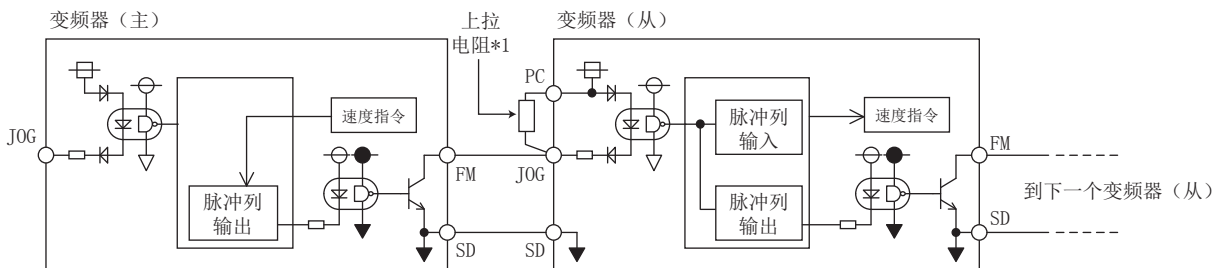 变频器（主）
上拉
电阻*1
变频器（从）
PC
JOG
速度指令
脉冲列
输出
FM
SD
JOG
SD
脉冲列
输入
速度指令
脉冲列
输出
FM
SD
到下一个变频器（从）